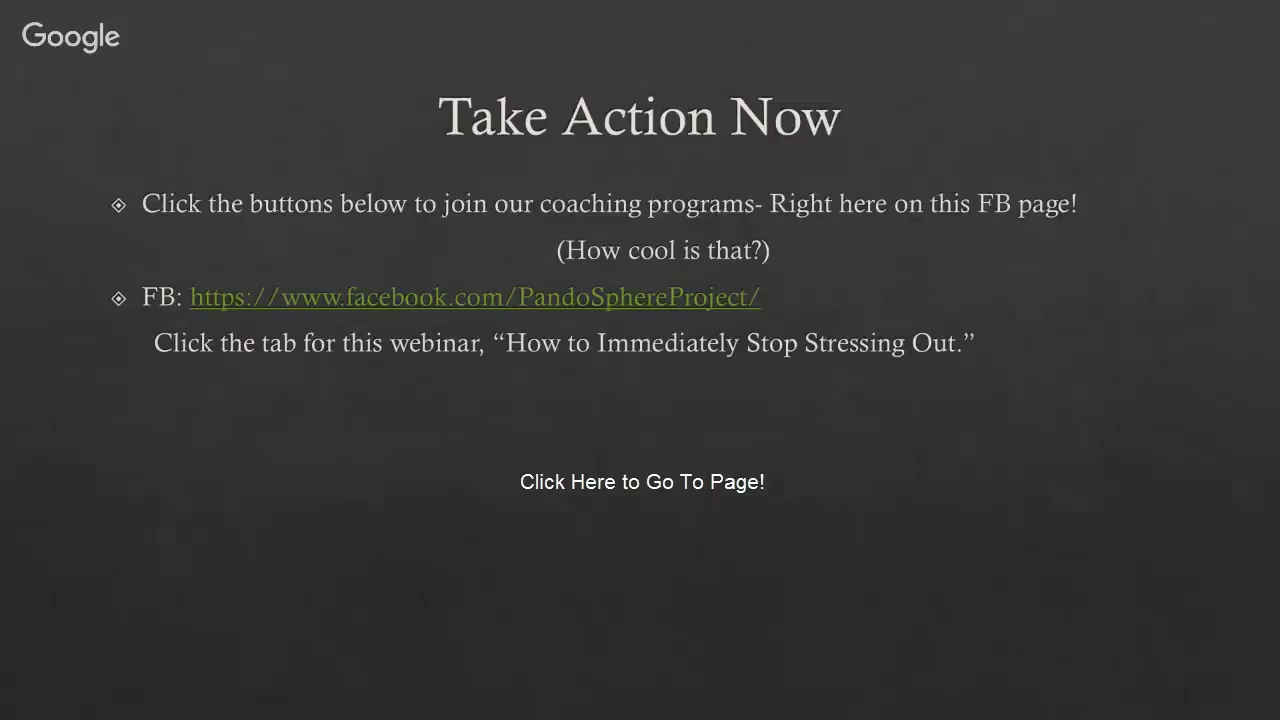 Google
Take Action Now
Click the buttons below to join our coaching programs- Right here on this FB page!
(How cool is that?)
FB: https://www.facebook.com/PandoSphereProject/
Click the tab for this webinar, “How to Immediately Stop Stressing Out.”
Click Here to Go To Page!